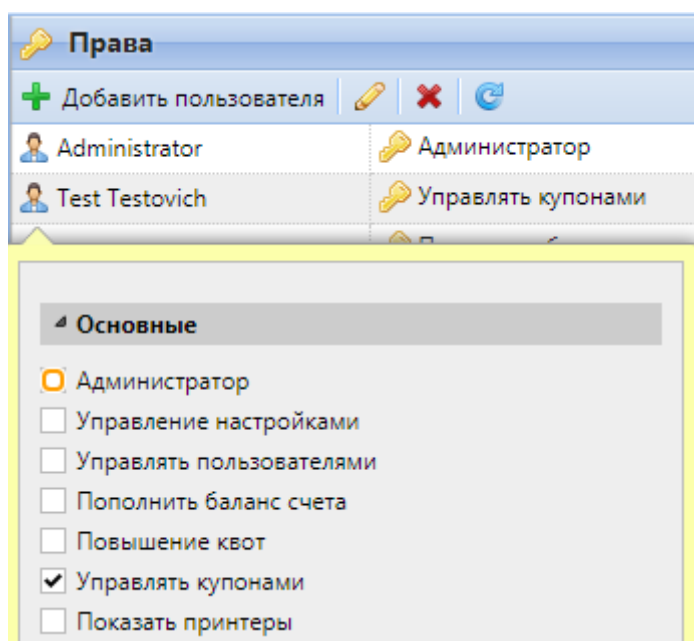 Права
Добавить пользователя
Administrator Администратор
Test Testovich Управлять купонами
Основные
Администратор
Управление настройками
Управлять пользователями
Пополнить баланс счета
Повышение квот
Управлять купонами
Показать принтеры